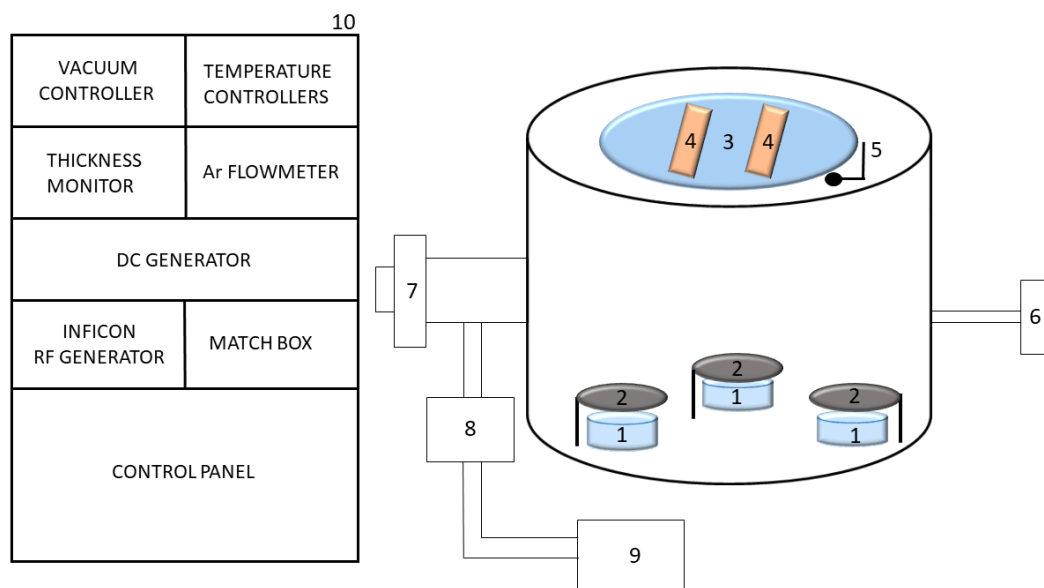 10
VACUUM
CONTROLLER
TEMPERATURE
CONTROLLERS
THICKNESS
MONITOR
Ar FLOWMETER
DC GENERATOR
INFICON
RF GENERATOR
MATCH BOX
CONTROL PANEL
4
3
4
5
7
6
2
1
2
1
2
1
8
9